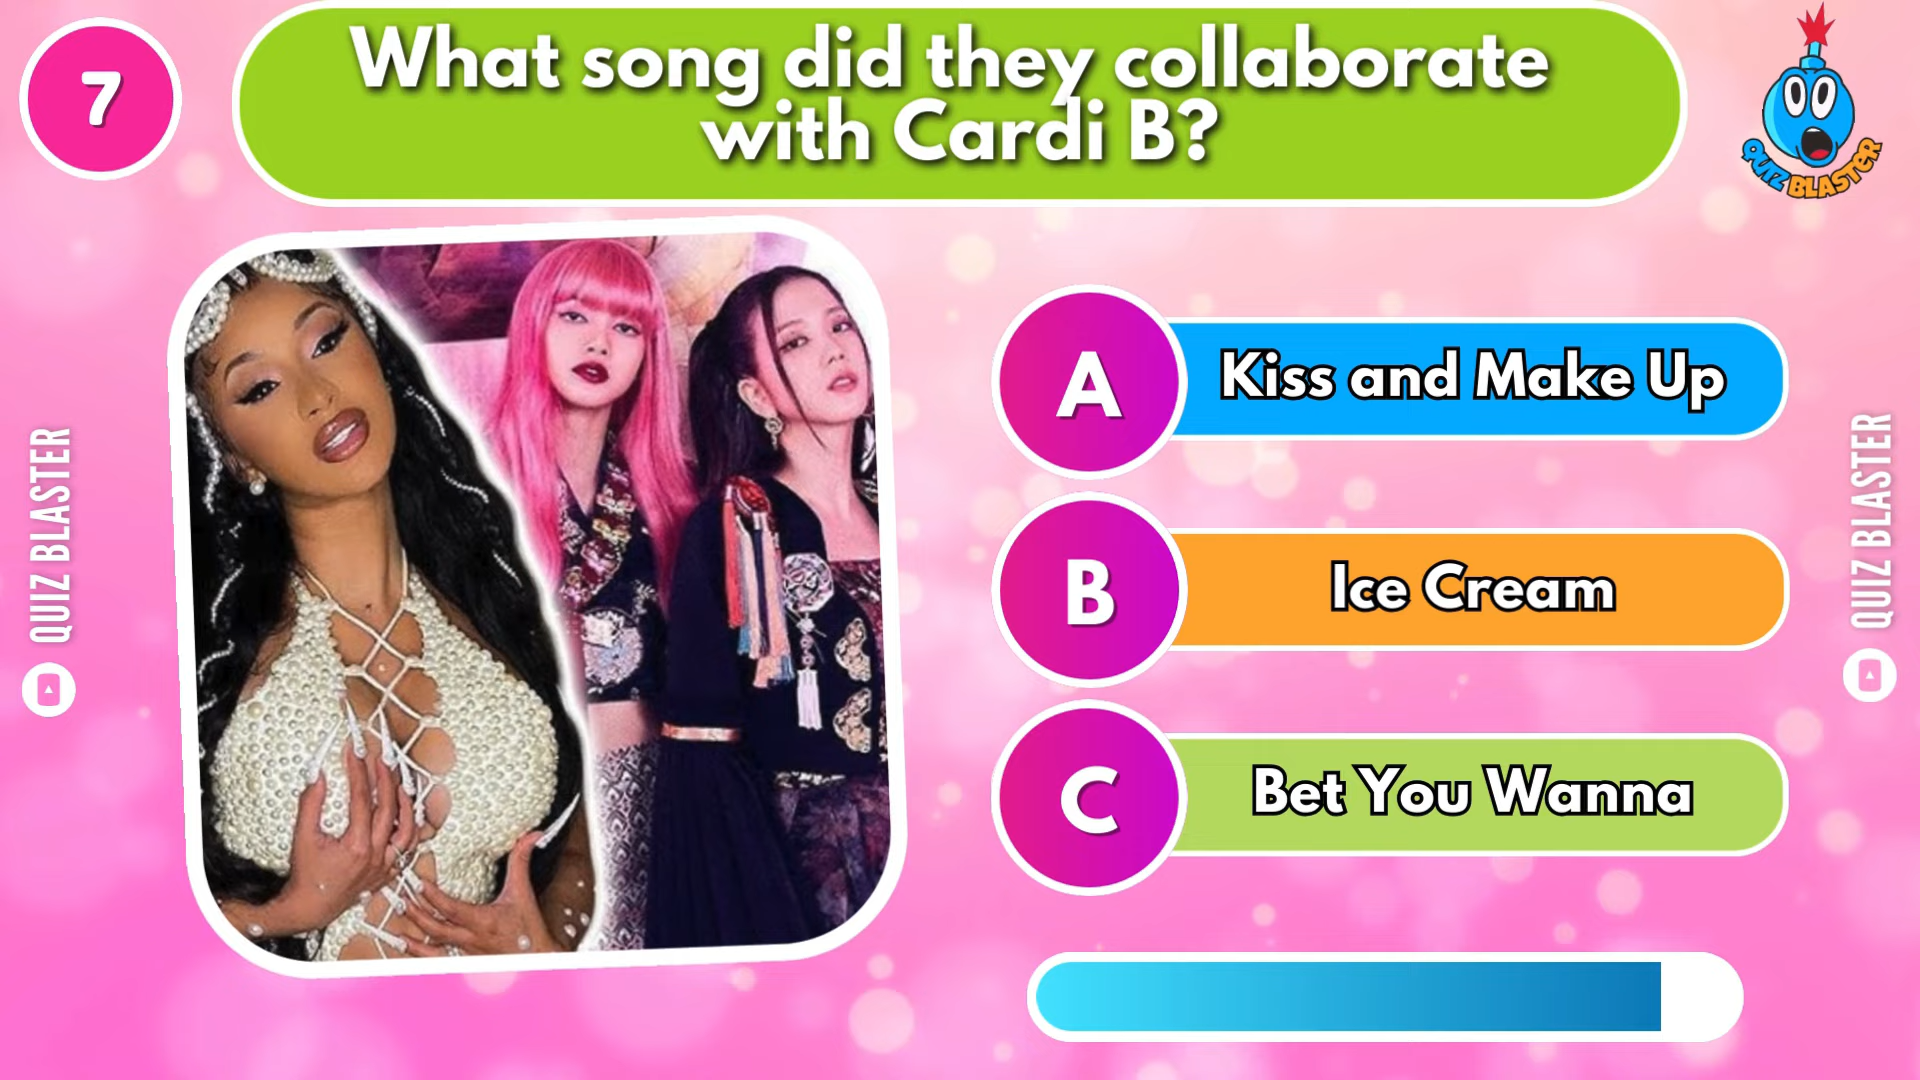 7
What song did they collaborate
with Cardi B?
QUIZ BLASTER
A
Kiss and Make Up
B
Ice Cream
C
Bet You Wanna
QUIZ BLASTER
QUIZ BLASTER